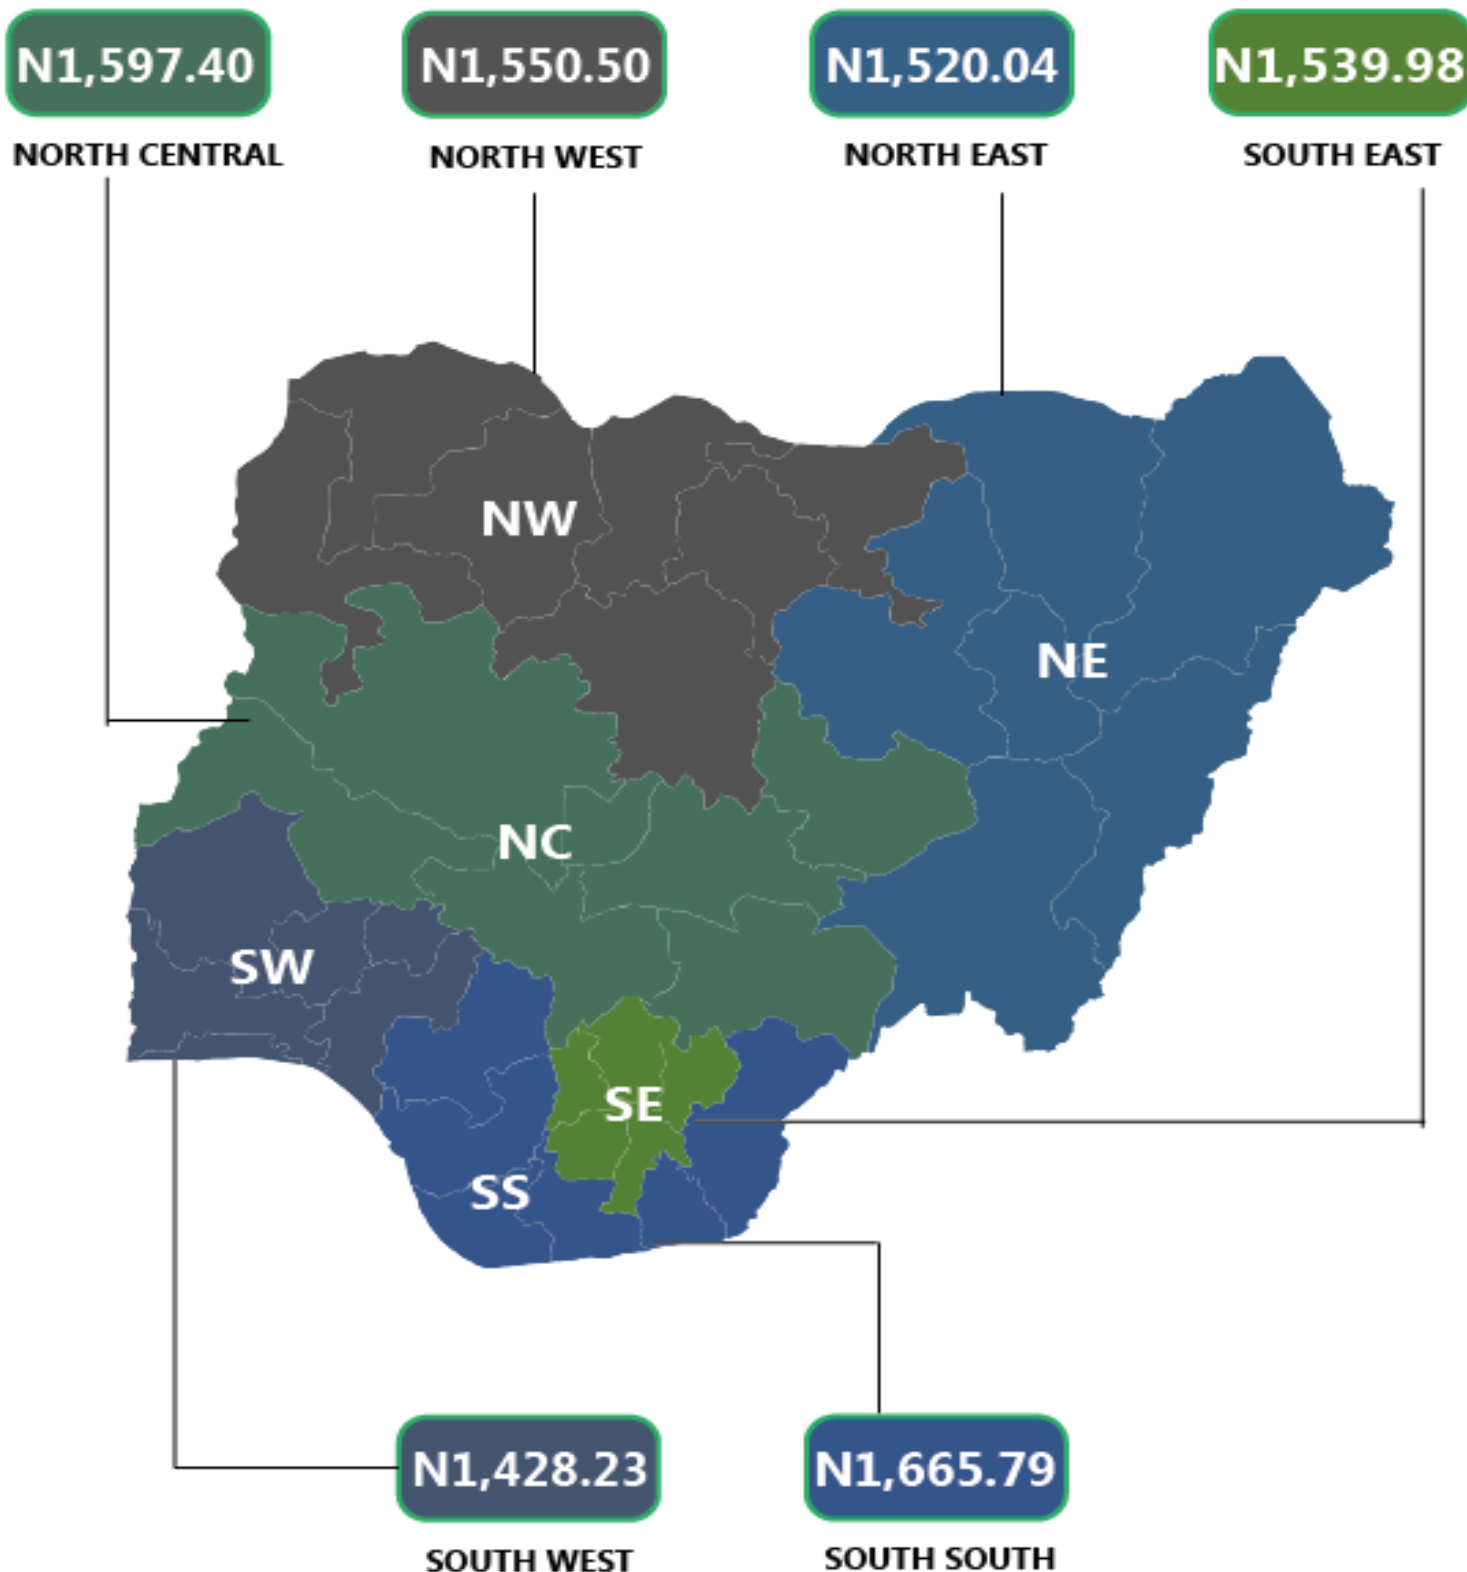 N1,597.40
NORTH CENTRAL
N1,550.50
NORTH WEST
N1,520.04
NORTH EAST
N1,539.98
SOUTH EAST
NW
NE
NC
SW
SE
SS
N1,428.23
SOUTH WEST
N1,665.79
SOUTH SOUTH